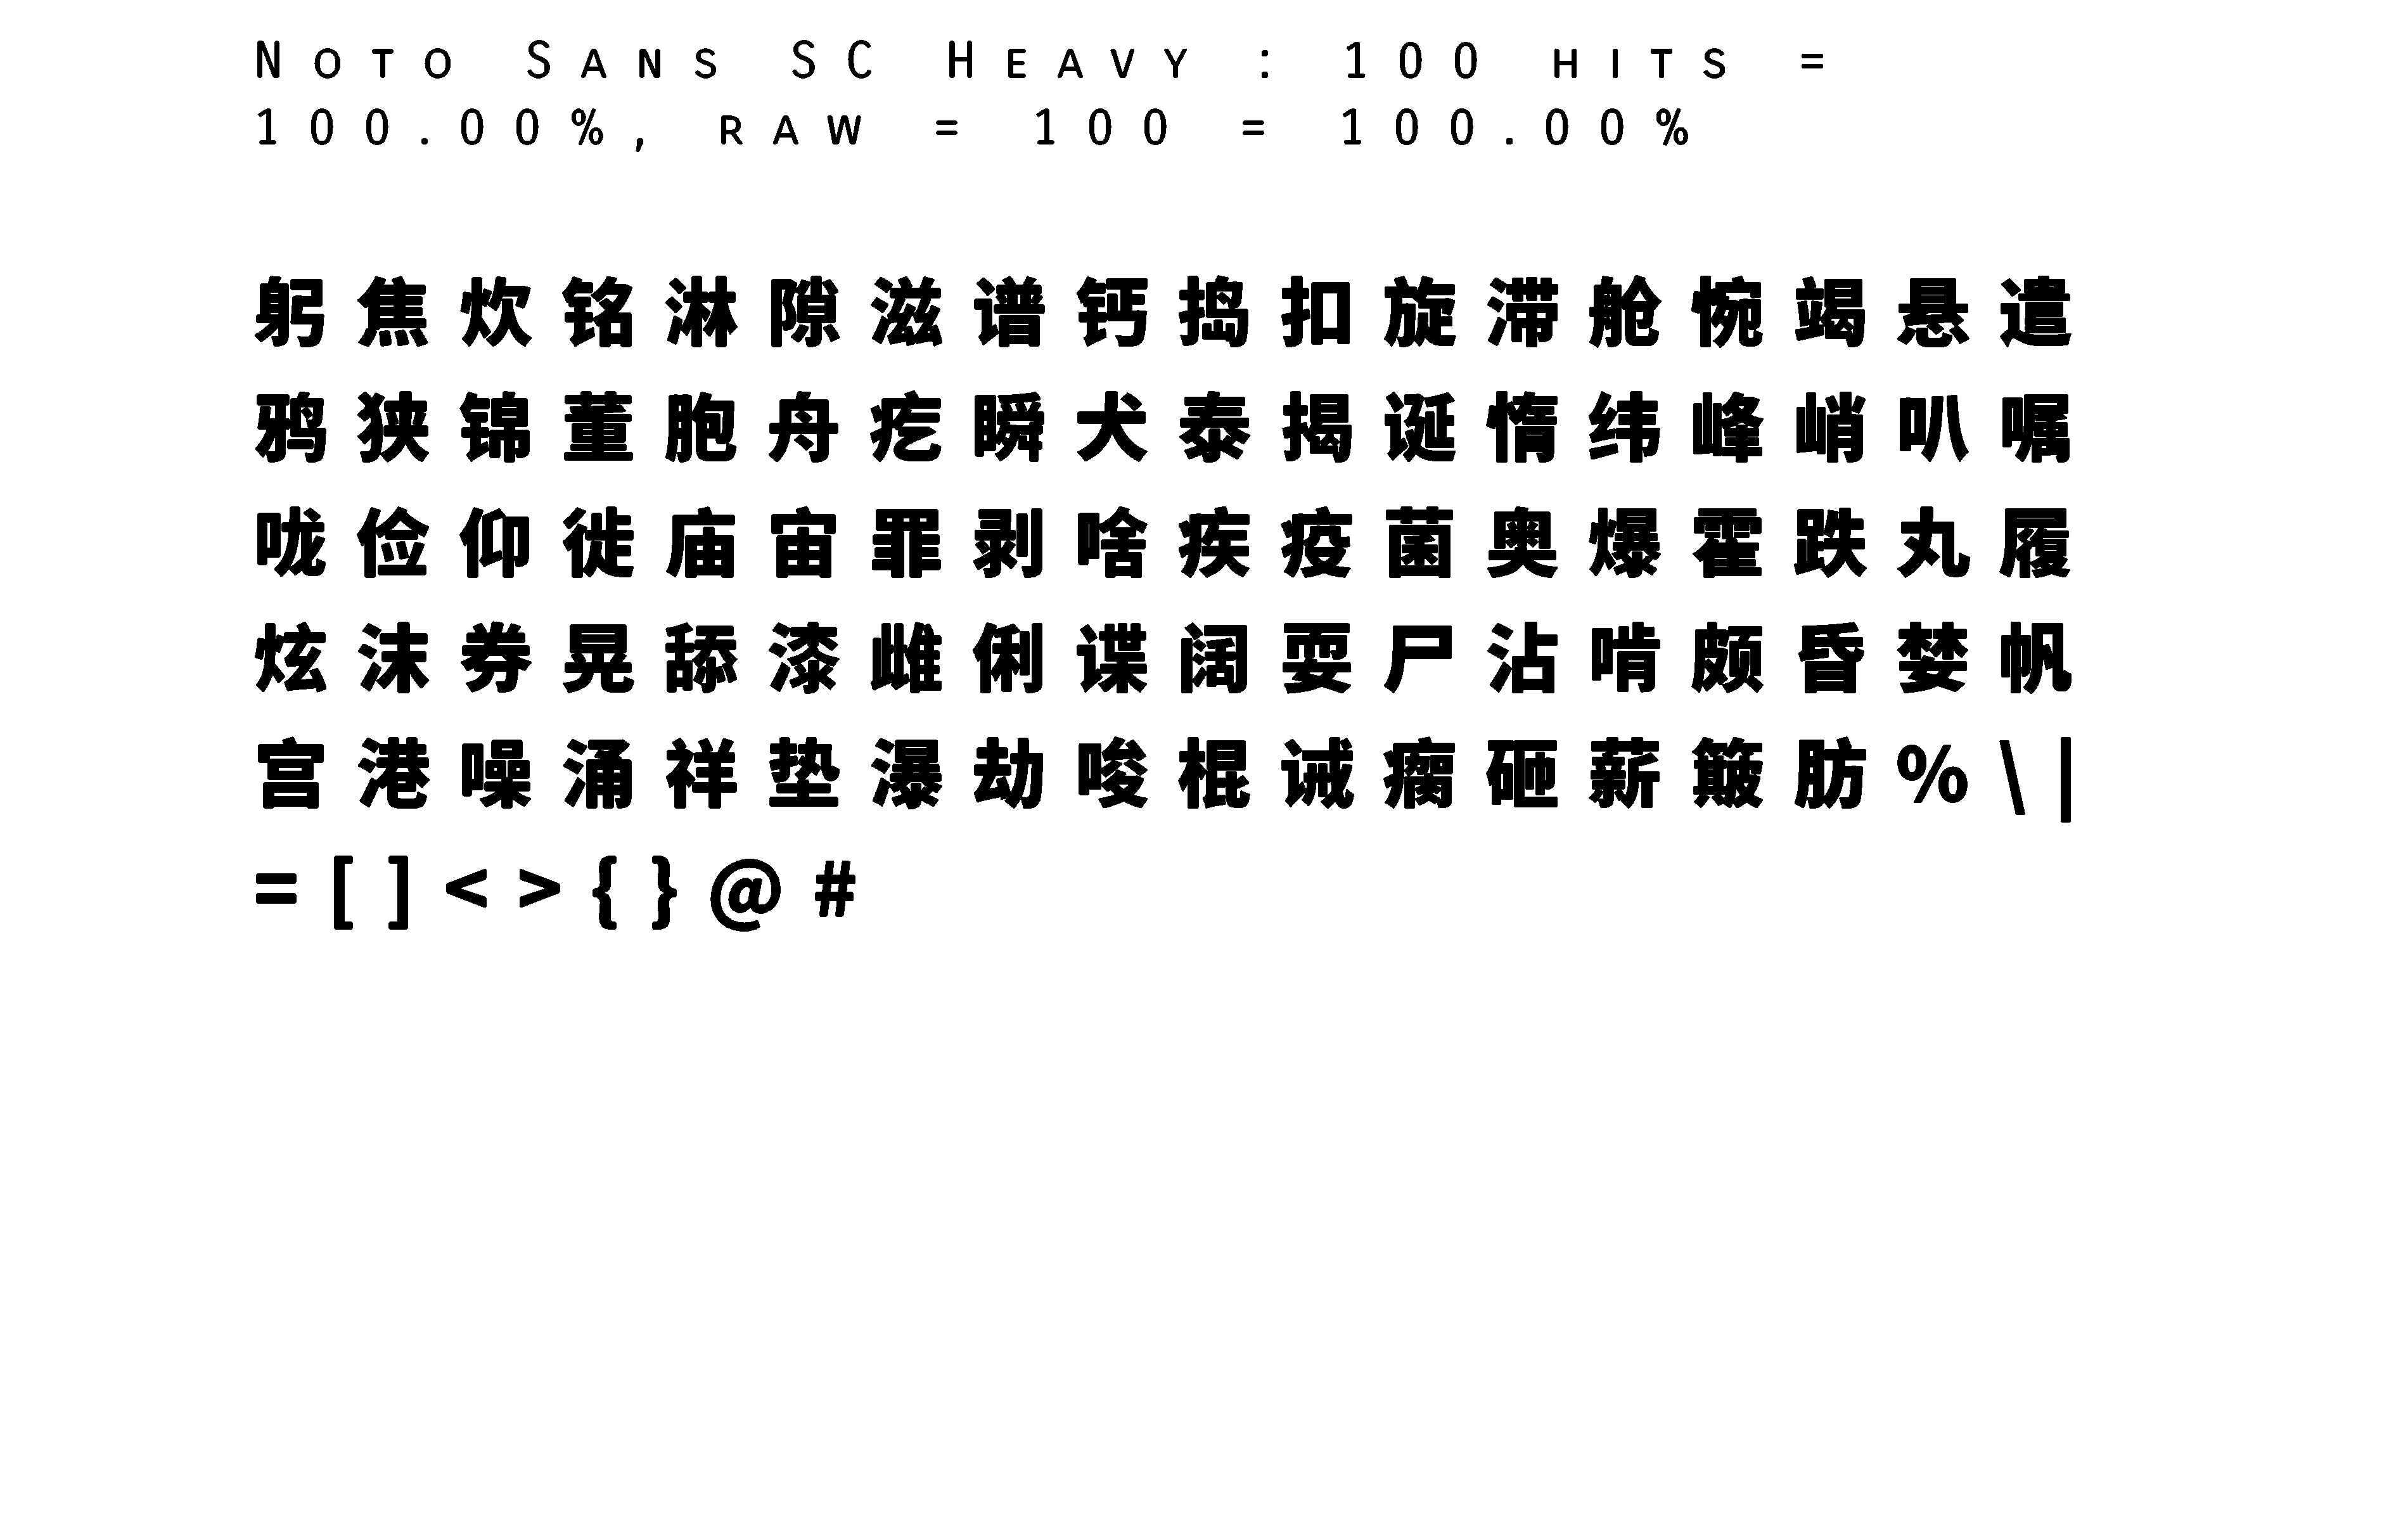 Noto Sans SC Heavy : 100 hits =
100.00%, raw = 100 = 100.00%
躬焦炊铭淋隙滋谱钙捣扣旋滞舱惋竭悬遣
鸦狭锦董胞舟疙瞬犬泰揭诞惰纬峰峭叭嘱
咙俭仰徙庙宙罪剥啥疾疫菌奥爆霍跌丸履
炫沫券晃舔漆雌俐谍阔耍尸沾啃颇昏婪帆
宫港噪涌祥垫瀑劫唆棍诫瘸砸薪簸肪%\|
=[]<>{}@#